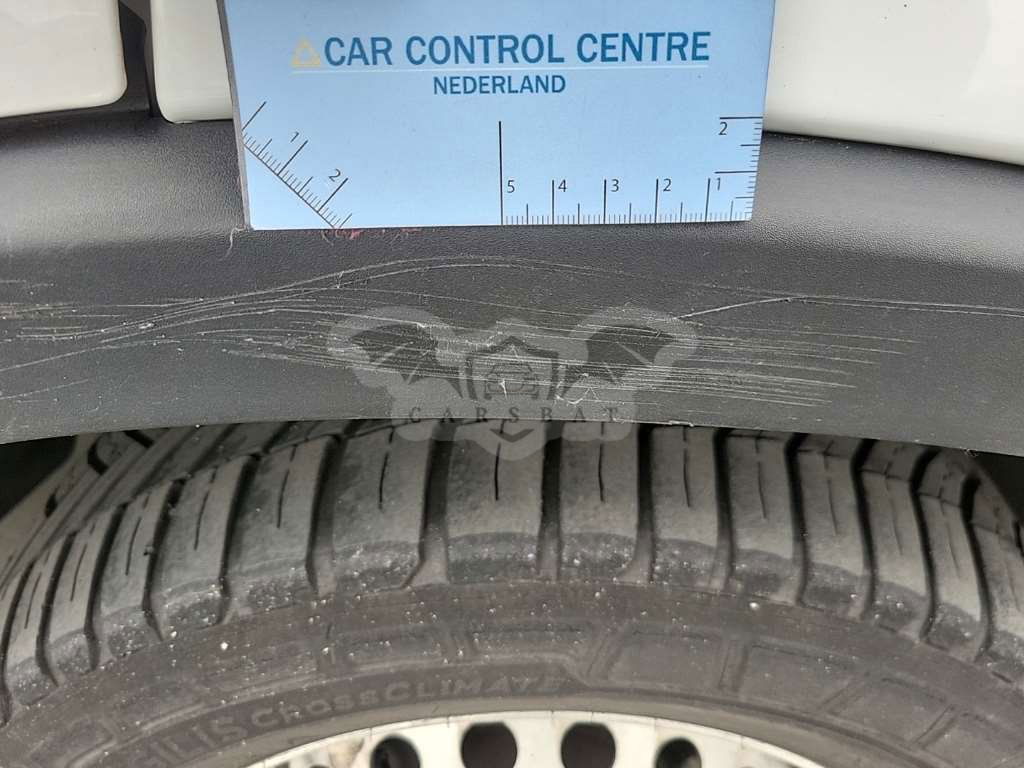 CAR CONTROL CENTRE
NEDERLAND
1
2
5 4 3 2 1
2
CARSBAT
CrossCLIMATE